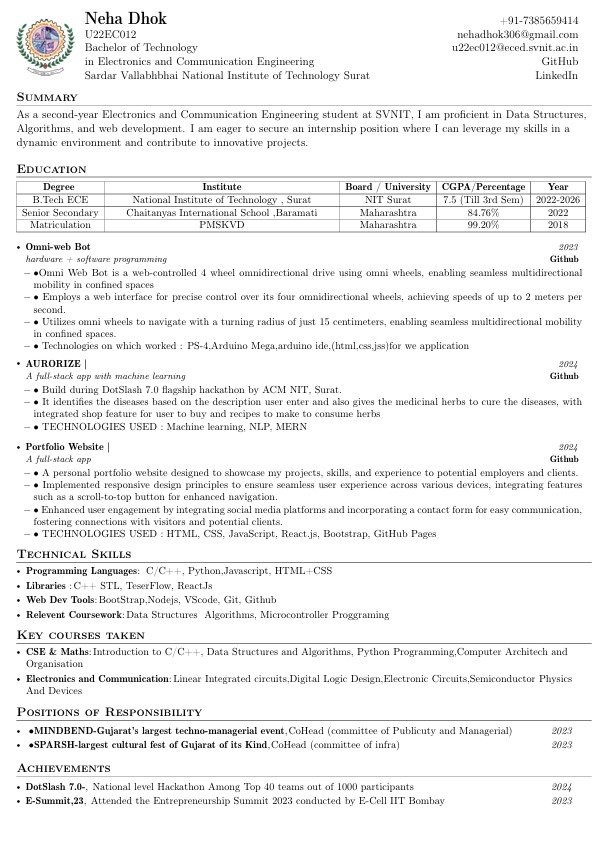 Neha Dhok
U22EC012
Bachelor of Technology
in Electronics and Communication Engineering
Sardar Vallabhbhai National Institute of Technology Surat
+91-7385659414
nehadhok306@gmail.com
u22ec012@eced.svnit.ac.in
GitHub
LinkedIn
Summary
As a second-year Electronics and Communication Engineering student at SVNIT, I am proficient in Data Structures,
Algorithms, and web development. I am eager to secure an internship position where I can leverage my skills in a
dynamic environment and contribute to innovative projects.
Education
Degree Institute Board / University CGPA/Percentage Year
B.Tech ECE National Institute of Technology , Surat NIT Surat 7.5 (Till 3rd Sem) 2022-2026
Senior Secondary Chaitanyas International School ,Baramati Maharashtra 84.76% 2022
Matriculation PMSKVD Maharashtra 99.20% 2018
• Omni-web Bot 2023
hardware + software programming Github
– ●Omni Web Bot is a web-controlled 4 wheel omnidirectional drive using omni wheels, enabling seamless multidirectional
mobility in confined spaces
– ● Employs a web interface for precise control over its four omnidirectional wheels, achieving speeds of up to 2 meters per
second.
– ● Utilizes omni wheels to navigate with a turning radius of just 15 centimeters, enabling seamless multidirectional mobility
in confined spaces.
– ● Technologies on which worked : PS-4,Arduino Mega,arduino ide,(html,css,jss)for we application
• AURORIZE | 2024
A full-stack app with machine learning Github
– ● Build during DotSlash 7.0 flagship hackathon by ACM NIT, Surat.
– ● It identifies the diseases based on the description user enter and also gives the medicinal herbs to cure the diseases, with
integrated shop feature for user to buy and recipes to make to consume herbs
– ● TECHNOLOGIES USED : Machine learning, NLP, MERN
• Portfolio Website | 2024
A full-stack app Github
– ● A personal portfolio website designed to showcase my projects, skills, and experience to potential employers and clients.
– ● Implemented responsive design principles to ensure seamless user experience across various devices, integrating features
such as a scroll-to-top button for enhanced navigation.
– ● Enhanced user engagement by integrating social media platforms and incorporating a contact form for easy communication,
fostering connections with visitors and potential clients.
– ● TECHNOLOGIES USED : HTML, CSS, JavaScript, React.js, Bootstrap, GitHub Pages
Technical Skills
• Programming Languages: C/C++, Python,Javascript, HTML+CSS
• Libraries :C++ STL, TeserFlow, ReactJs
• Web Dev Tools:BootStrap,Nodejs, VScode, Git, Github
• Relevent Coursework:Data Structures Algorithms, Microcontroller Proggraming
Key courses taken
• CSE & Maths:Introduction to C/C++, Data Structures and Algorithms, Python Programming,Computer Architech and
Organisation
• Electronics and Communication:Linear Integrated circuits,Digital Logic Design,Electronic Circuits,Semiconductor Physics
And Devices
Positions of Responsibility
• ●MINDBEND-Gujarat's largest techno-managerial event,CoHead (committee of Publicuty and Managerial) 2023
• ●SPARSH-largest cultural fest of Gujarat of its Kind,CoHead (committee of infra) 2023
Achievements
• DotSlash 7.0-, National level Hackathon Among Top 40 teams out of 1000 participants 2024
• E-Summit,23, Attended the Entrepreneurship Summit 2023 conducted by E-Cell IIT Bombay 2023